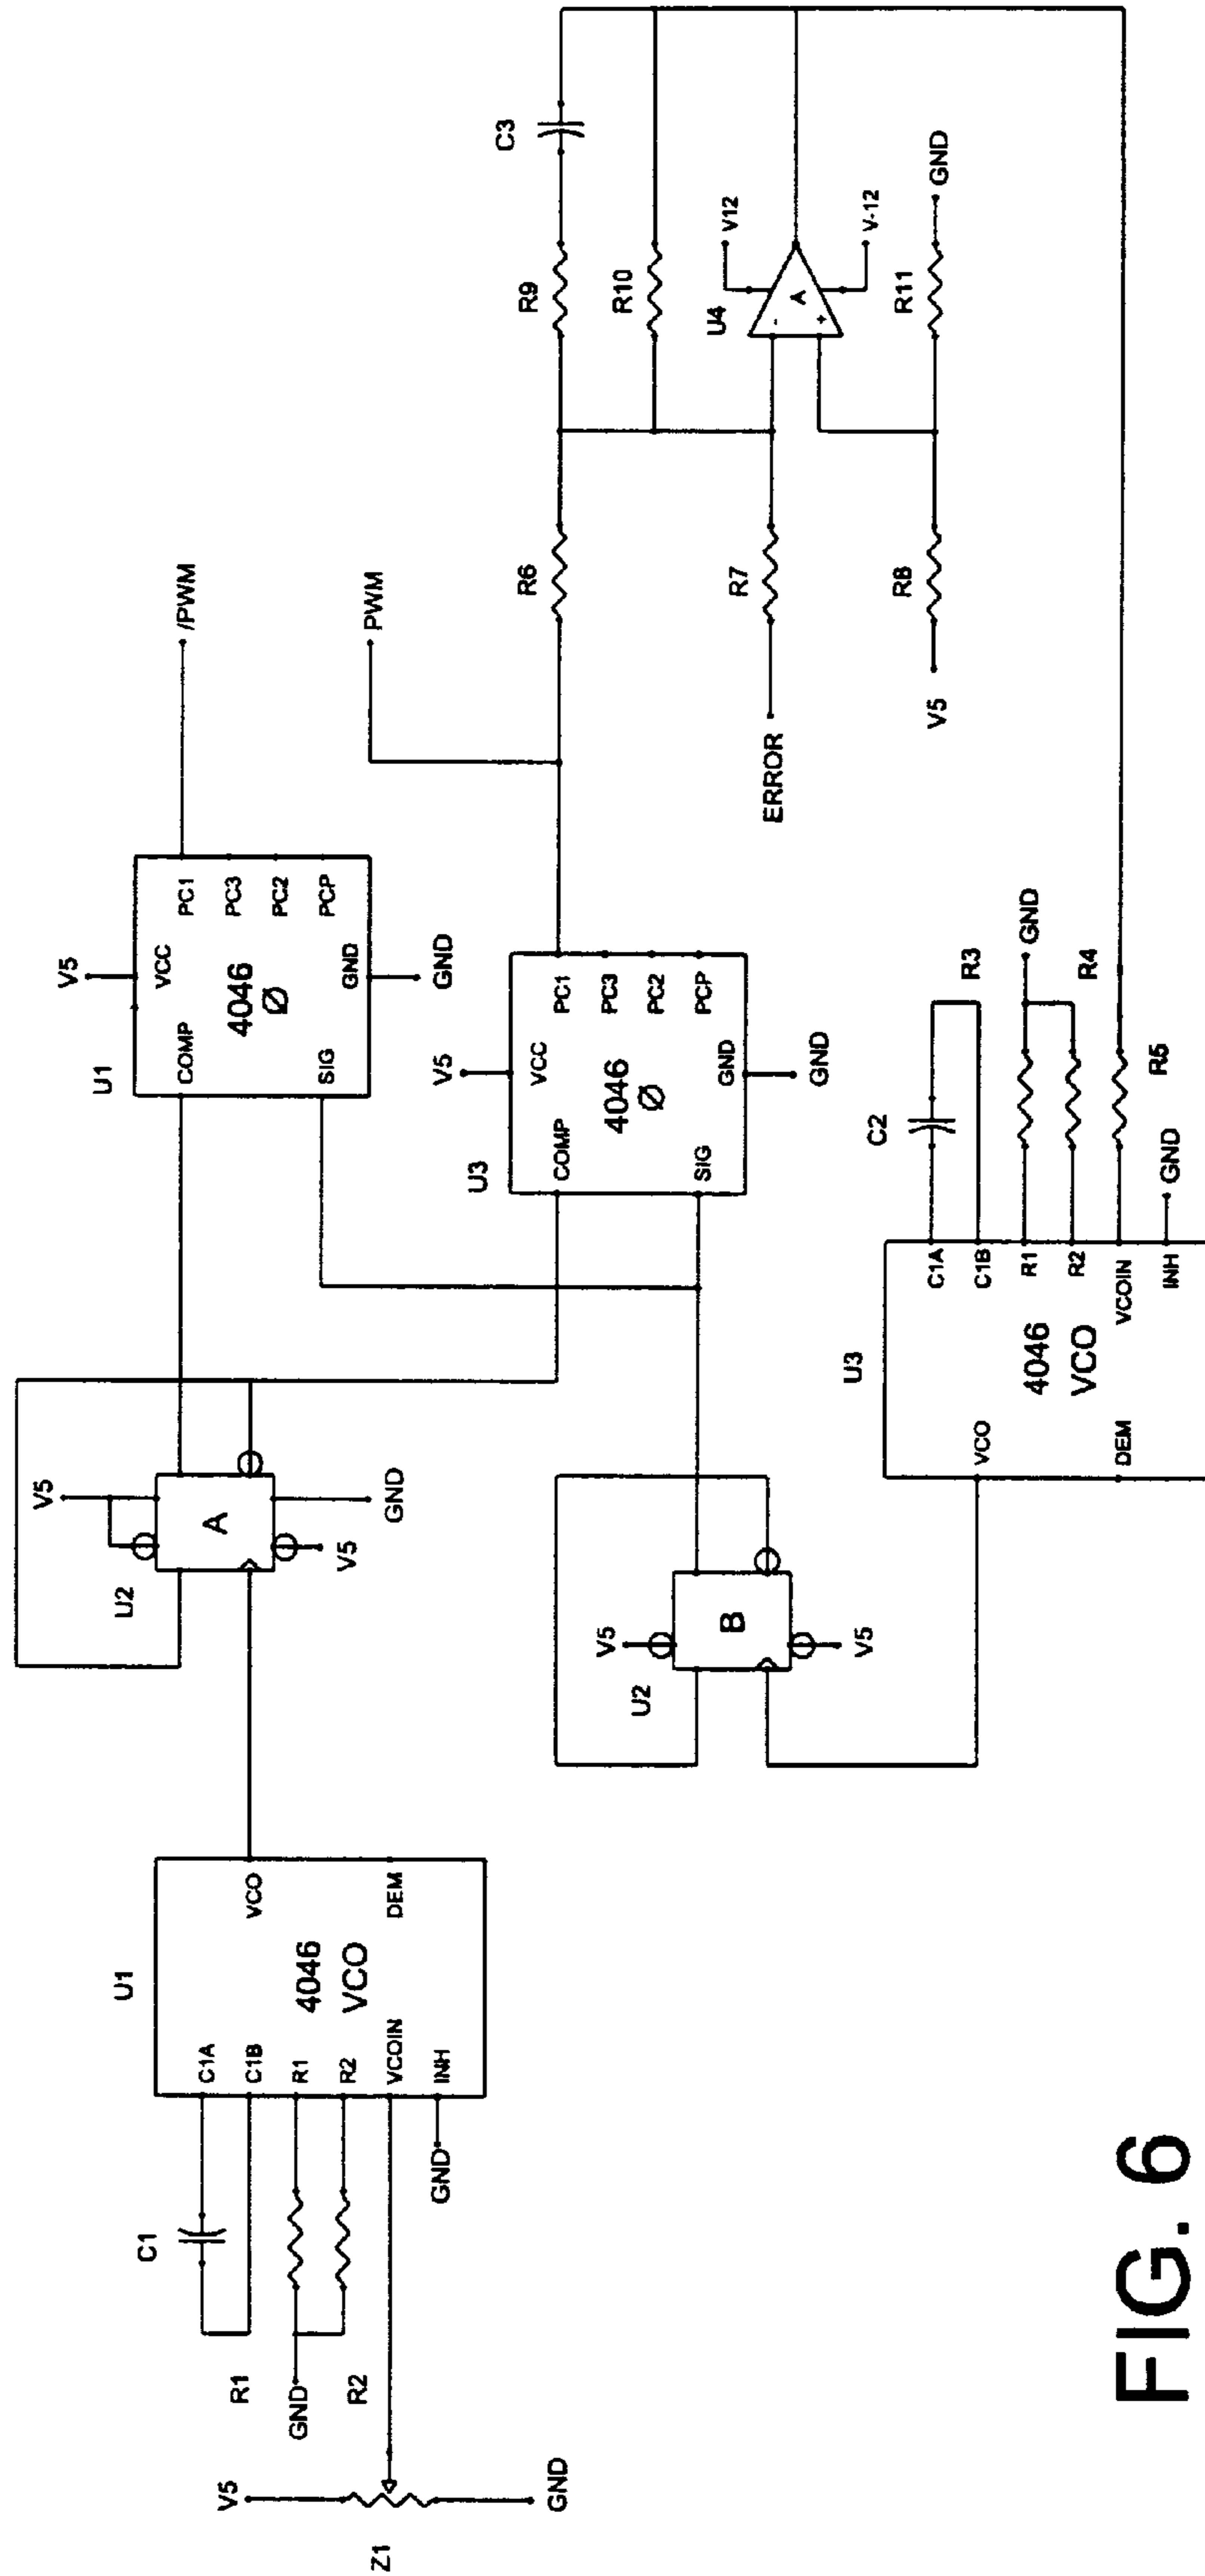 Z1
V5
GND
R1
R2
GND
C1
U1
C1A
C1B
R1
R2
VCOIN
INH
GND
4046
VCO
VCO
DEM
U2
V5
A
V5
GND
U1
V5
VCC
COMP
SIG
4046
Ø
PC1
PC3
PC2
PCP
GND
GND
/PWM
PWM
U2
V5
B
V5
U3
V5
VCC
COMP
SIG
4046
Ø
PC1
PC3
PC2
PCP
GND
GND
U3
VCO
DEM
4046
VCO
C1A
C1B
R1
R2
VCOIN
INH
GND
C2
R3
GND
R4
R5
ERROR
V5
R6
R7
R8
R9
R10
C3
U4
V12
A
-
+
V-12
R11
GND
FIG. 6